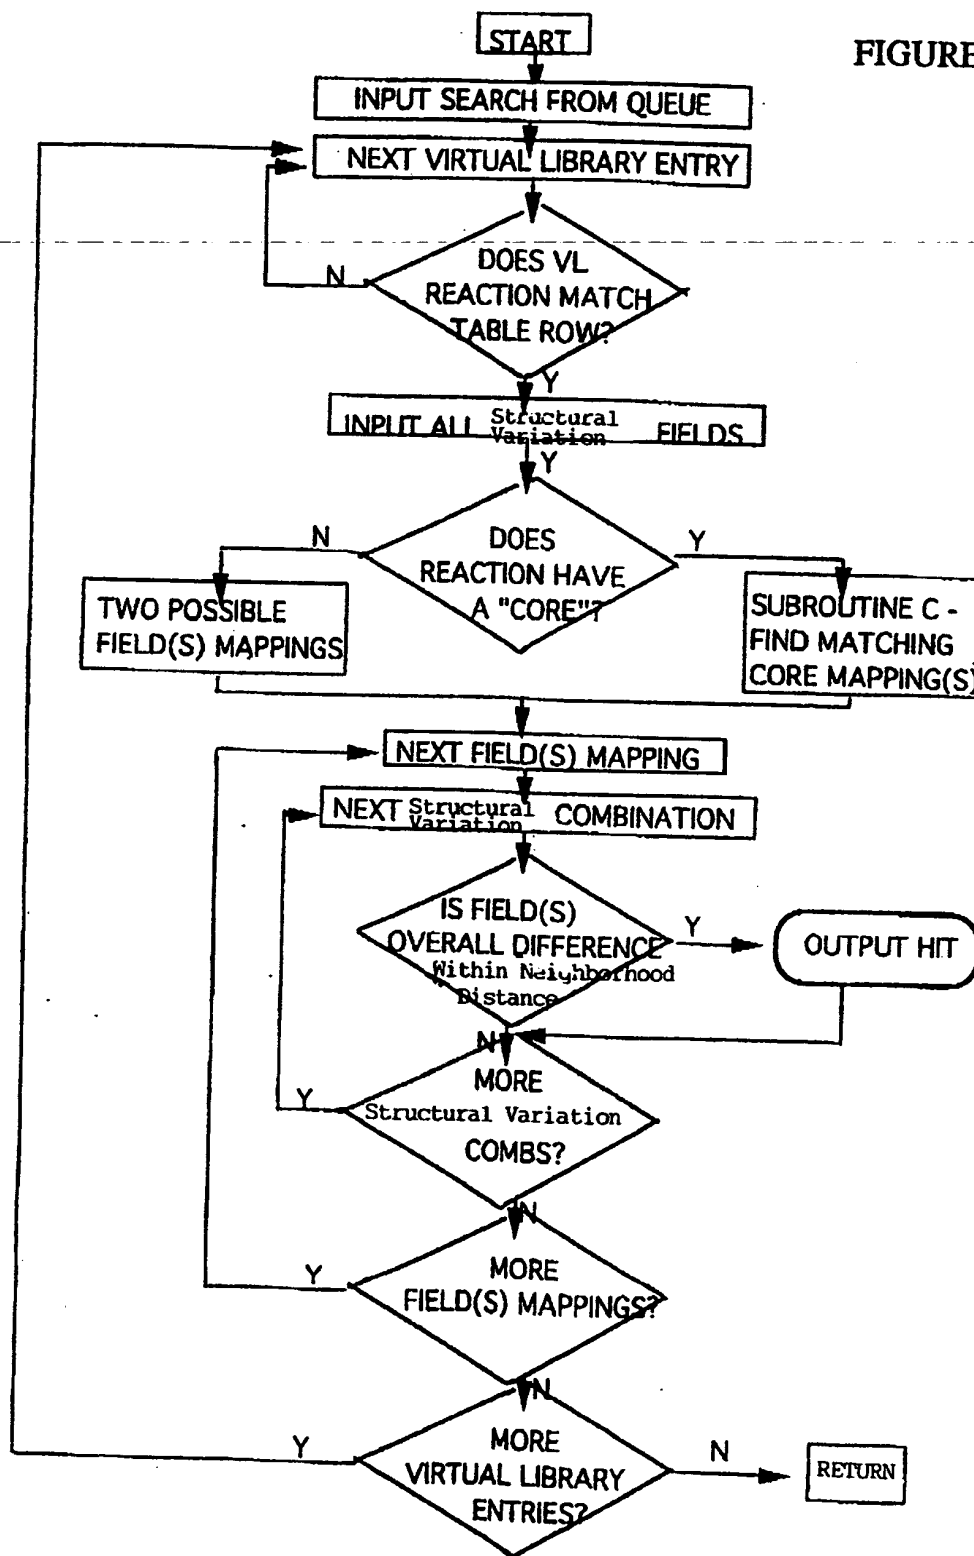 START
FIGURE
INPUT SEARCH FROM QUEUE
NEXT VIRTUAL LIBRARY ENTRY
DOES VL
N
REACTION MATCH
TABLE ROW?
Y
INPUT ALL Structural Variation FIELDS
Y
N
DOES
Y
REACTION HAVE
A "CORE"?
TWO POSSIBLE
FIELD(S) MAPPINGS
SUBROUTINE C -
FIND MATCHING
CORE MAPPING(S)
NEXT FIELD(S) MAPPING
NEXT Structural Variation COMBINATION
IS FIELD(S)
Y
OVERALL DIFFERENCE
Within Neighborhood
Distance
OUTPUT HIT
N
MORE
Y
Structural Variation
COMBS?
N
MORE
Y
FIELD(S) MAPPINGS?
N
MORE
Y
N
VIRTUAL LIBRARY
ENTRIES?
RETURN